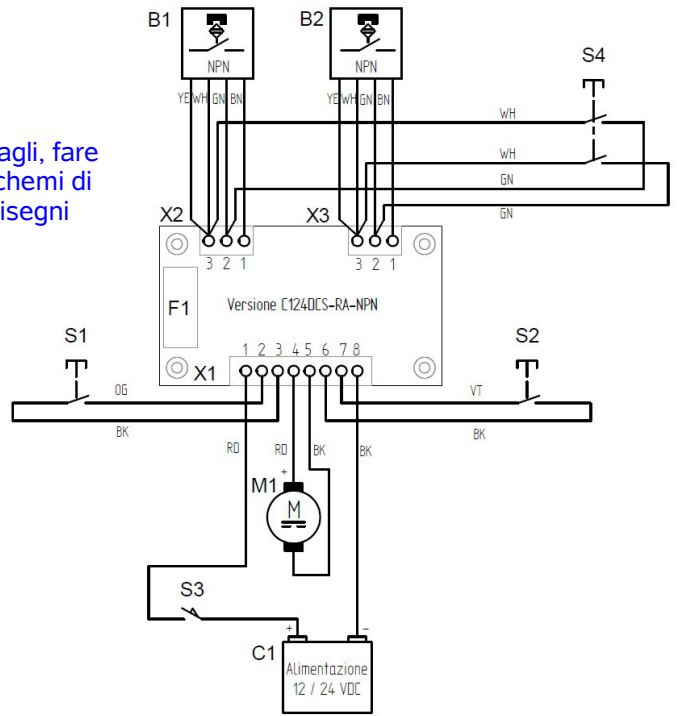 B1
B2
NPN
NPN
S4
YE WH GN BN
YE WH GN BN
WH
agli, fare
chemi di
isegni
WH
GN
GN
X2
X3
3 2 1
3 2 1
F1
Versione C124DCS-RA-NPN
S1
S2
X1
1 2 3 4 5 6 7 8
OG
VT
BK
BK
RD
RD
BK
BK
+
M1
M
S3
+
-
C1
Alimentazione
12 / 24 VDC